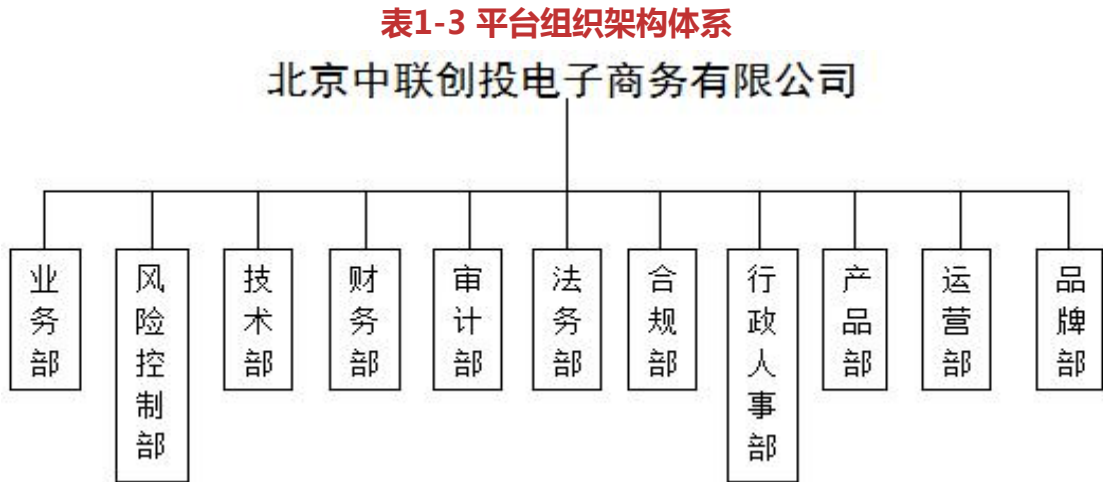 表1-3 平台组织架构体系
北京中联创投电子商务有限公司
业务部
风险控制部
技术部
财务部
审计部
法务部
合规部
行政人事部
产品部
运营部
品牌部